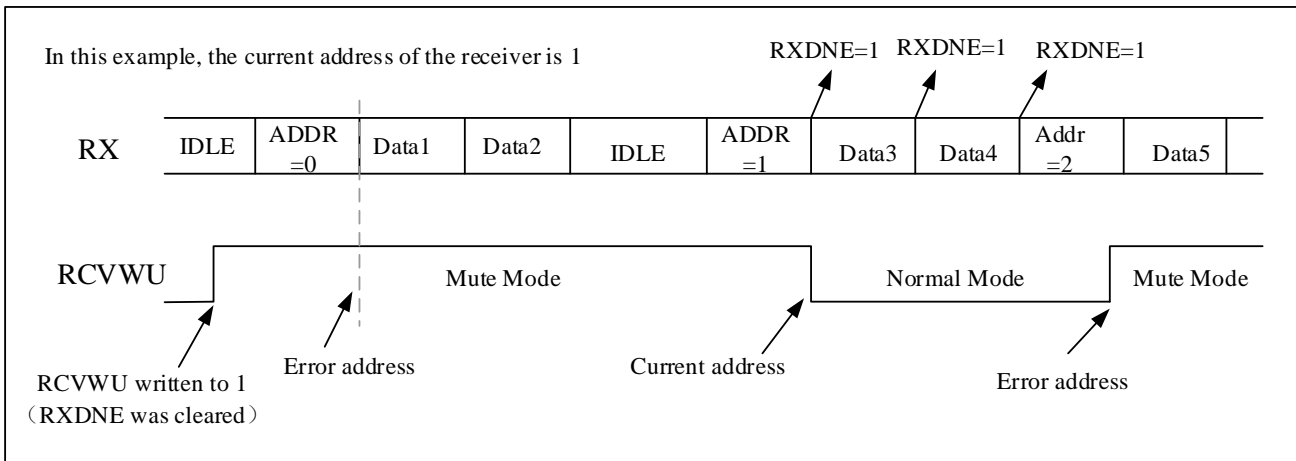 In this example, the current address of the receiver is 1
RXDNE=1
RXDNE=1
RXDNE=1
RX
IDLE
ADDR
=0
Data1
Data2
IDLE
ADDR
=1
Data3
Data4
Addr
=2
Data5
RCVWU
Mute Mode
Normal Mode
Mute Mode
Error address
Current address
Error address
RCVWU written to 1
（RXDNE was cleared）